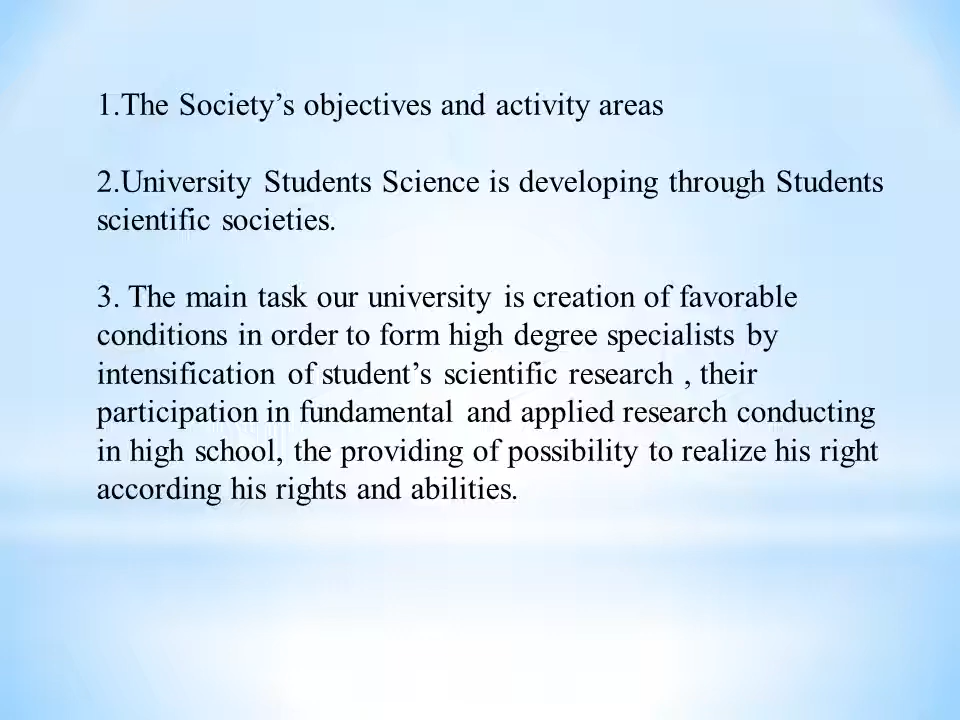 1.The Society’s objectives and activity areas
2.University Students Science is developing through Students
scientific societies.
3. The main task our university is creation of favorable
conditions in order to form high degree specialists by
intensification of student’s scientific research , their
participation in fundamental and applied research conducting
in high school, the providing of possibility to realize his right
according his rights and abilities.